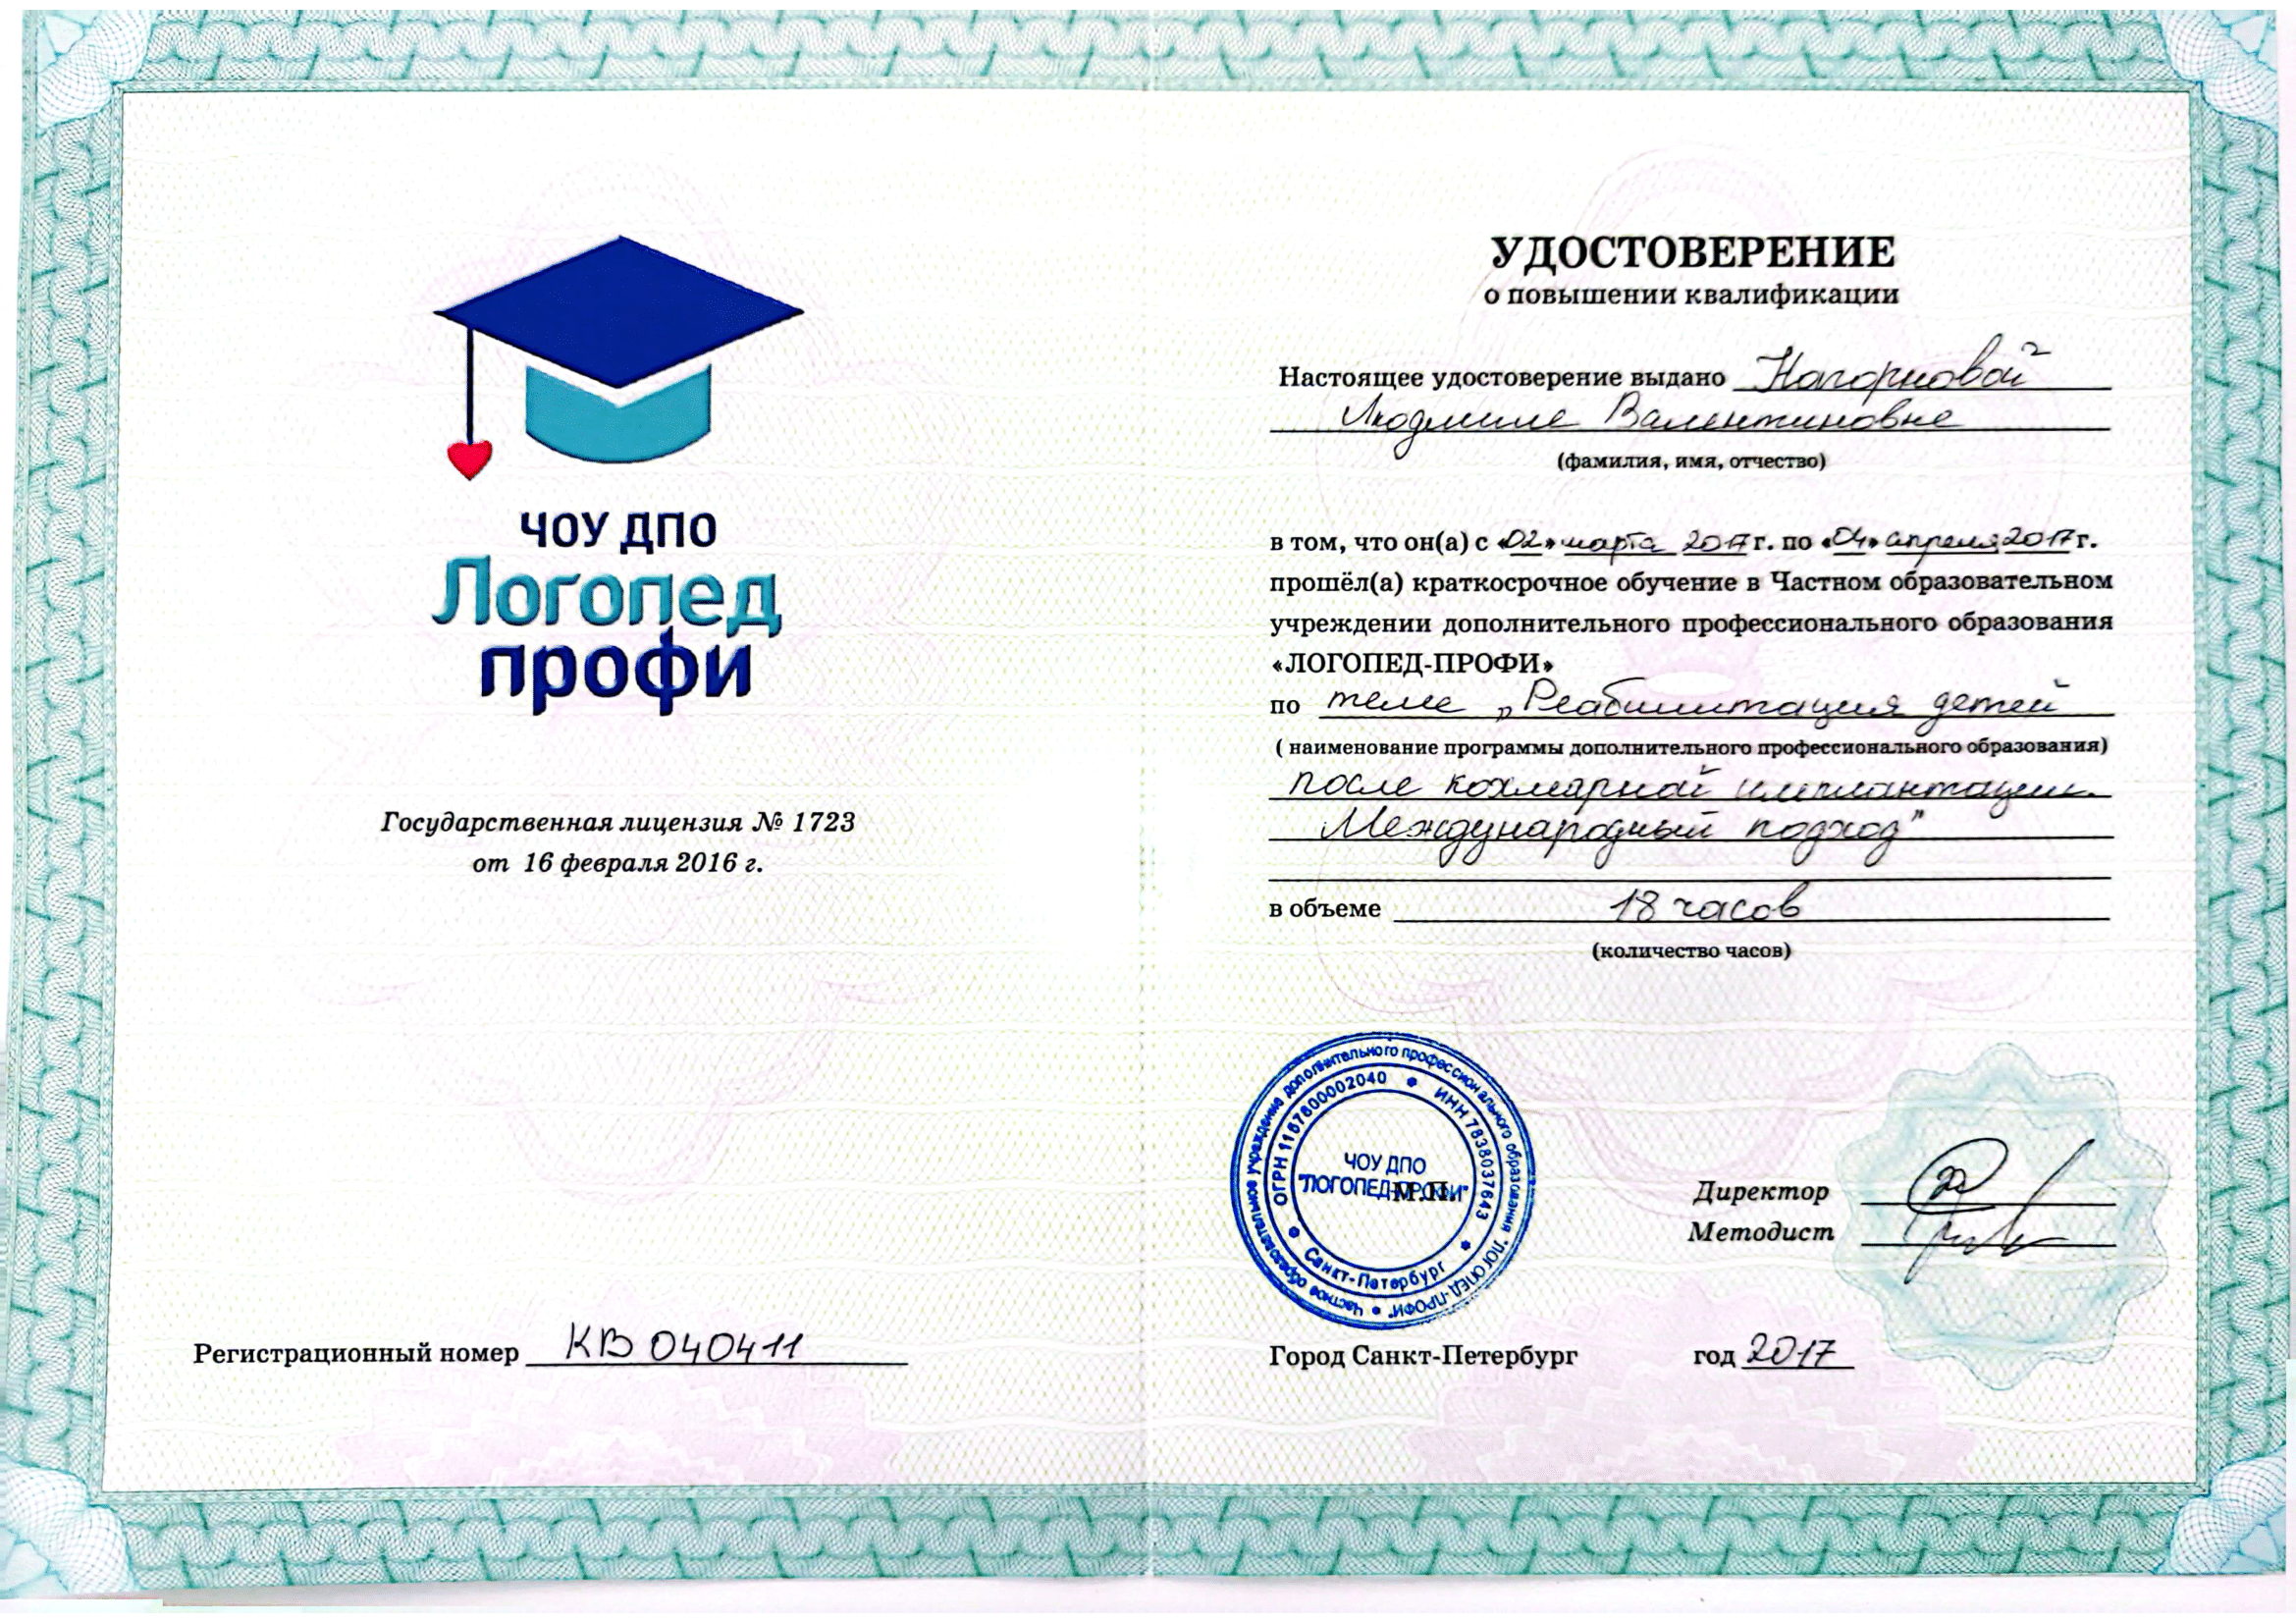 ЧОУ ДПО
Логопед
профи
Государственная лицензия № 1723
от 16 февраля 2016 г.
Регистрационный номер КВ 040411
УДОСТОВЕРЕНИЕ
о повышении квалификации
Настоящее удостоверение выдано Нагорновой
Людмиле Валентиновне
(фамилия, имя, отчество)
в том, что он(а) с «02» марта 2017г. по «04» апреля 2017г.
прошёл(а) краткосрочное обучение в Частном образовательном
учреждении дополнительного профессионального образования
«ЛОГОПЕД-ПРОФИ»
по теме „Реабилитация детей
( наименование программы дополнительного профессионального образования)
после кохлеарной имплантации.
Международный подход"
в объеме 18 часов
(количество часов)
Частное образовательное учреждение дополнительного профессионального образования "ЛОГОПЕД-ПРОФИ"
ОГРН 1167800002040 ИНН 7838037643
Санкт-Петербург
ЧОУ ДПО
"ЛОГОПЕД-ПРОФИ"
М.П.
Директор
Методист
Город Санкт-Петербург год 2017